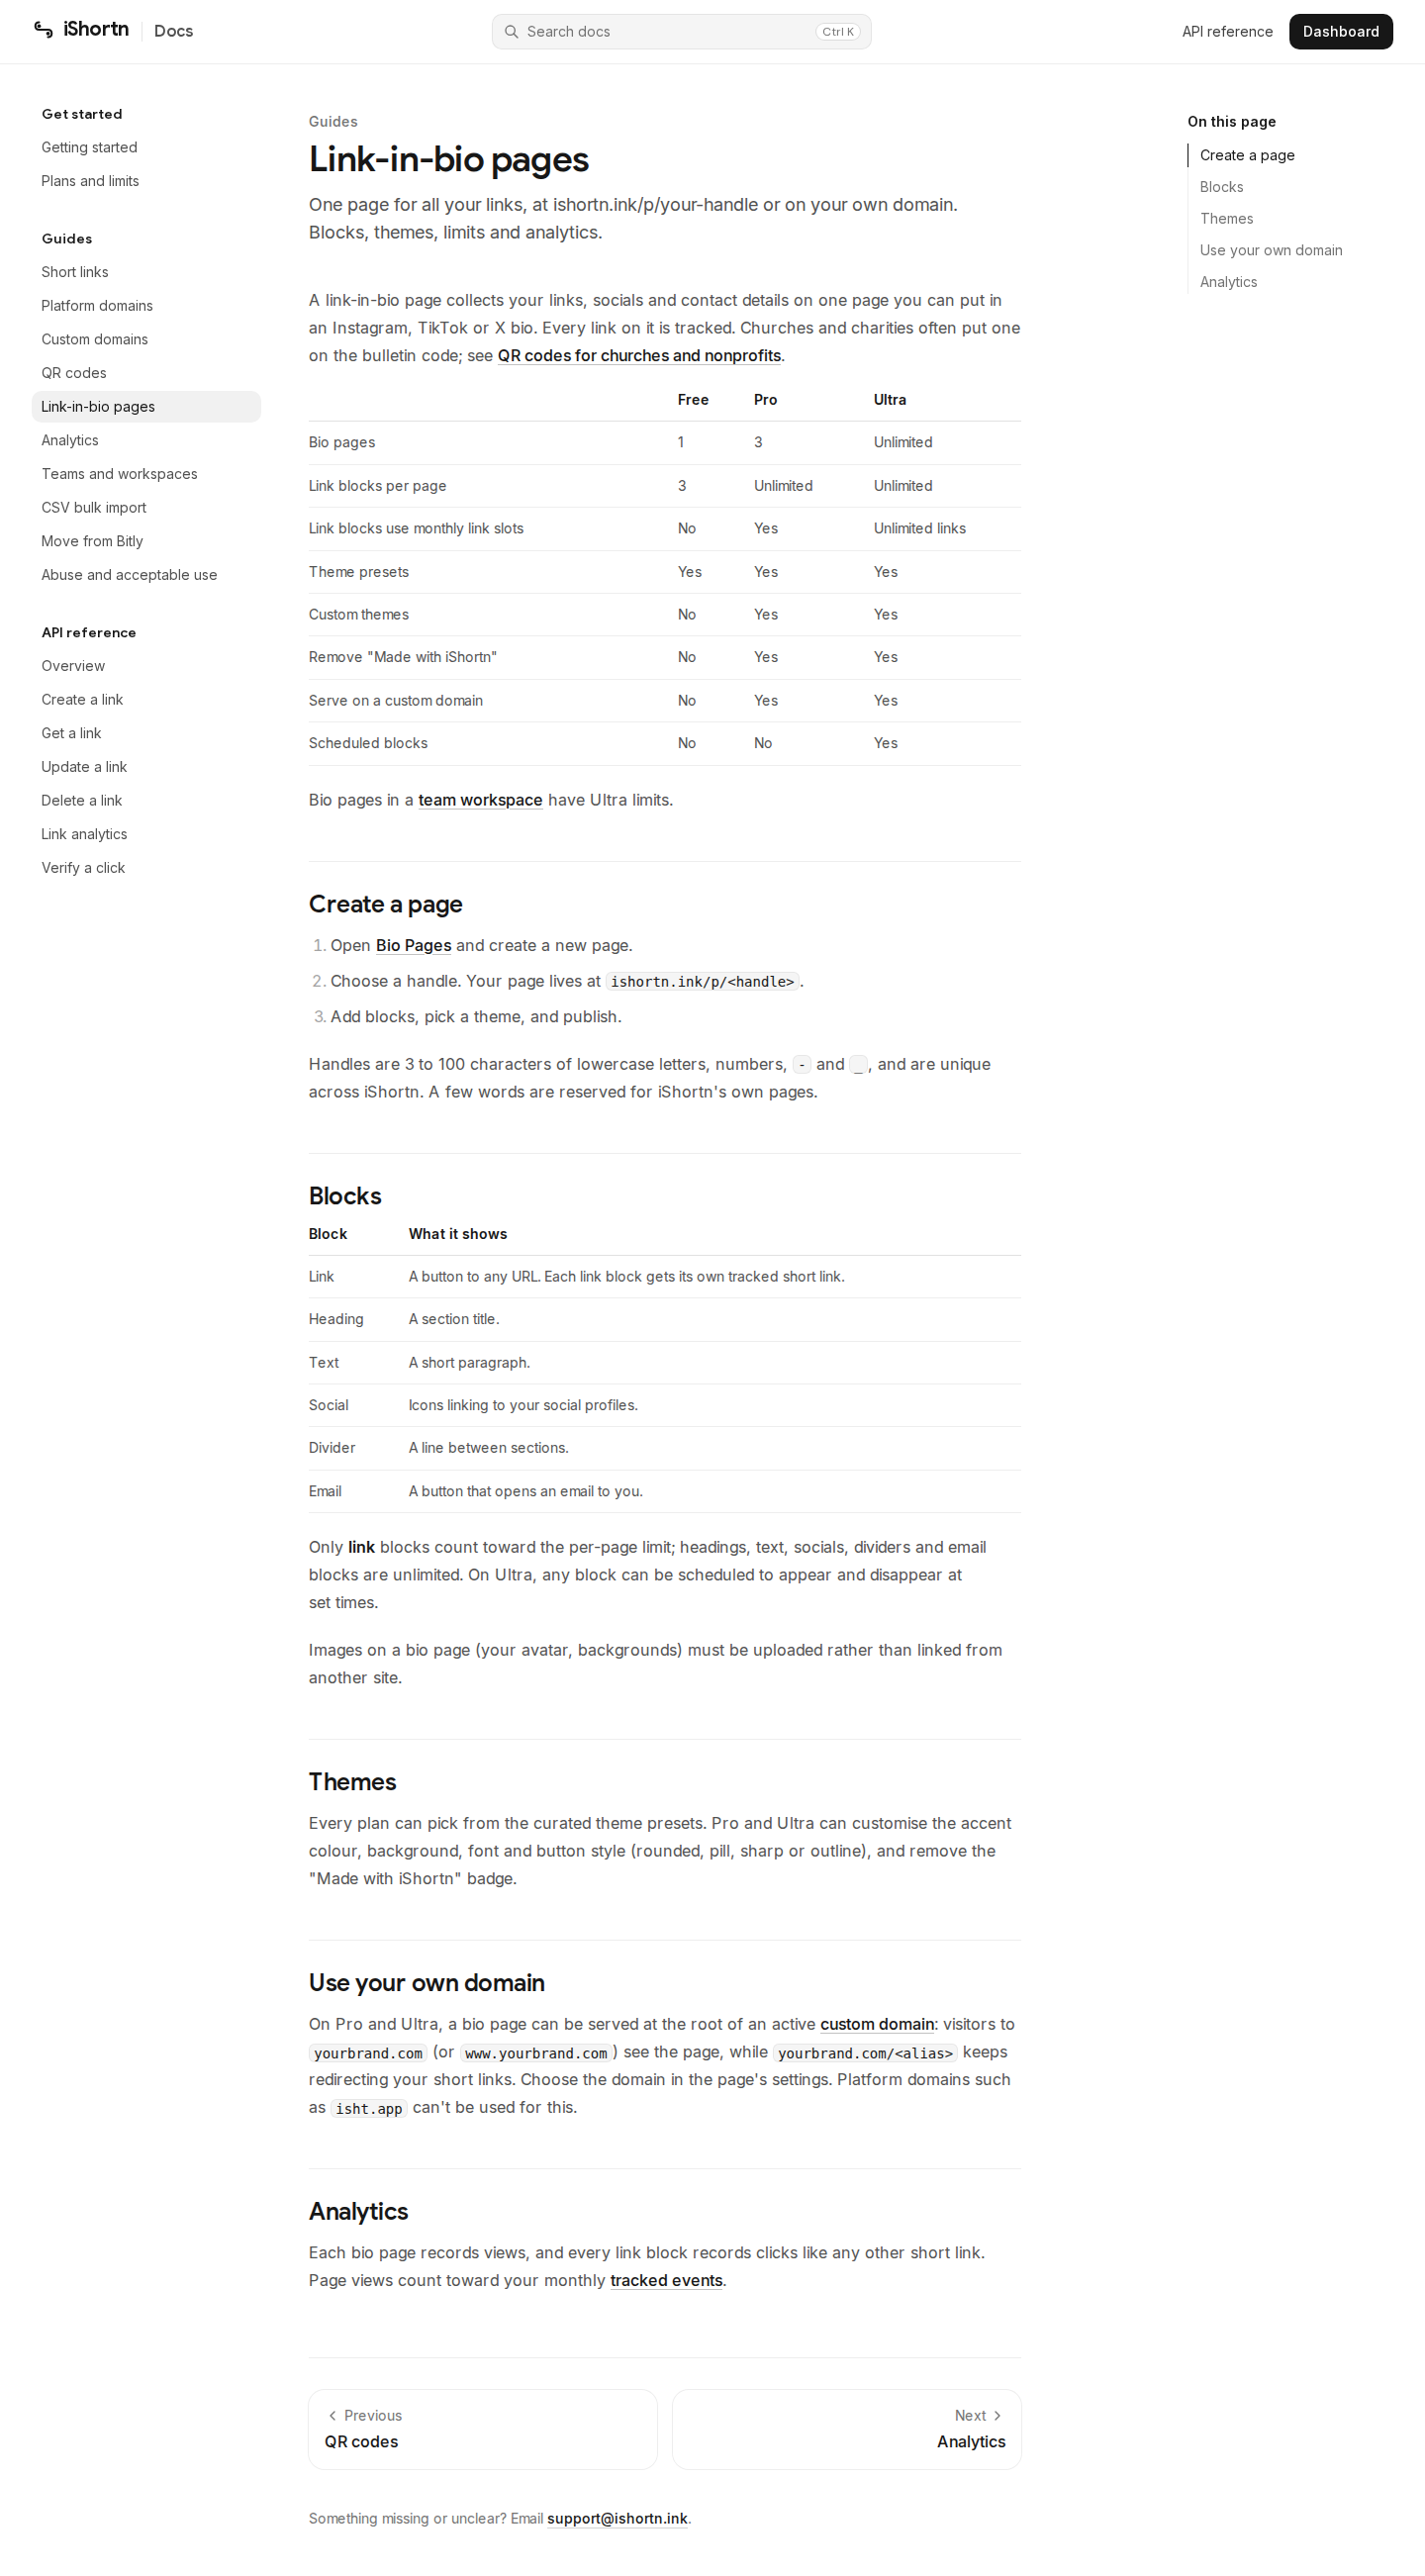 iShortn
Docs
Search docs
Ctrl K
API reference
Dashboard
Get started
Getting started
Plans and limits
Guides
Short links
Platform domains
Custom domains
QR codes
Link-in-bio pages
Analytics
Teams and workspaces
CSV bulk import
Move from Bitly
Abuse and acceptable use
API reference
Overview
Create a link
Get a link
Update a link
Delete a link
Link analytics
Verify a click
Guides
Link-in-bio pages
One page for all your links, at ishortn.ink/p/your-handle or on your own domain.
Blocks, themes, limits and analytics.
A link-in-bio page collects your links, socials and contact details on one page you can put in
an Instagram, TikTok or X bio. Every link on it is tracked. Churches and charities often put one
on the bulletin code; see QR codes for churches and nonprofits.
Free Pro Ultra
Bio pages 1 3 Unlimited
Link blocks per page 3 Unlimited Unlimited
Link blocks use monthly link slots No Yes Unlimited links
Theme presets Yes Yes Yes
Custom themes No Yes Yes
Remove "Made with iShortn" No Yes Yes
Serve on a custom domain No Yes Yes
Scheduled blocks No No Yes
Bio pages in a team workspace have Ultra limits.
Create a page
1. Open Bio Pages and create a new page.
2. Choose a handle. Your page lives at ishortn.ink/p/<handle>.
3. Add blocks, pick a theme, and publish.
Handles are 3 to 100 characters of lowercase letters, numbers, - and _, and are unique
across iShortn. A few words are reserved for iShortn's own pages.
Blocks
Block What it shows
Link A button to any URL. Each link block gets its own tracked short link.
Heading A section title.
Text A short paragraph.
Social Icons linking to your social profiles.
Divider A line between sections.
Email A button that opens an email to you.
Only link blocks count toward the per-page limit; headings, text, socials, dividers and email
blocks are unlimited. On Ultra, any block can be scheduled to appear and disappear at
set times.
Images on a bio page (your avatar, backgrounds) must be uploaded rather than linked from
another site.
Themes
Every plan can pick from the curated theme presets. Pro and Ultra can customise the accent
colour, background, font and button style (rounded, pill, sharp or outline), and remove the
"Made with iShortn" badge.
Use your own domain
On Pro and Ultra, a bio page can be served at the root of an active custom domain: visitors to
yourbrand.com (or www.yourbrand.com) see the page, while yourbrand.com/<alias> keeps
redirecting your short links. Choose the domain in the page's settings. Platform domains such
as isht.app can't be used for this.
Analytics
Each bio page records views, and every link block records clicks like any other short link.
Page views count toward your monthly tracked events.
Previous
QR codes
Next
Analytics
Something missing or unclear? Email support@ishortn.ink.
On this page
Create a page
Blocks
Themes
Use your own domain
Analytics